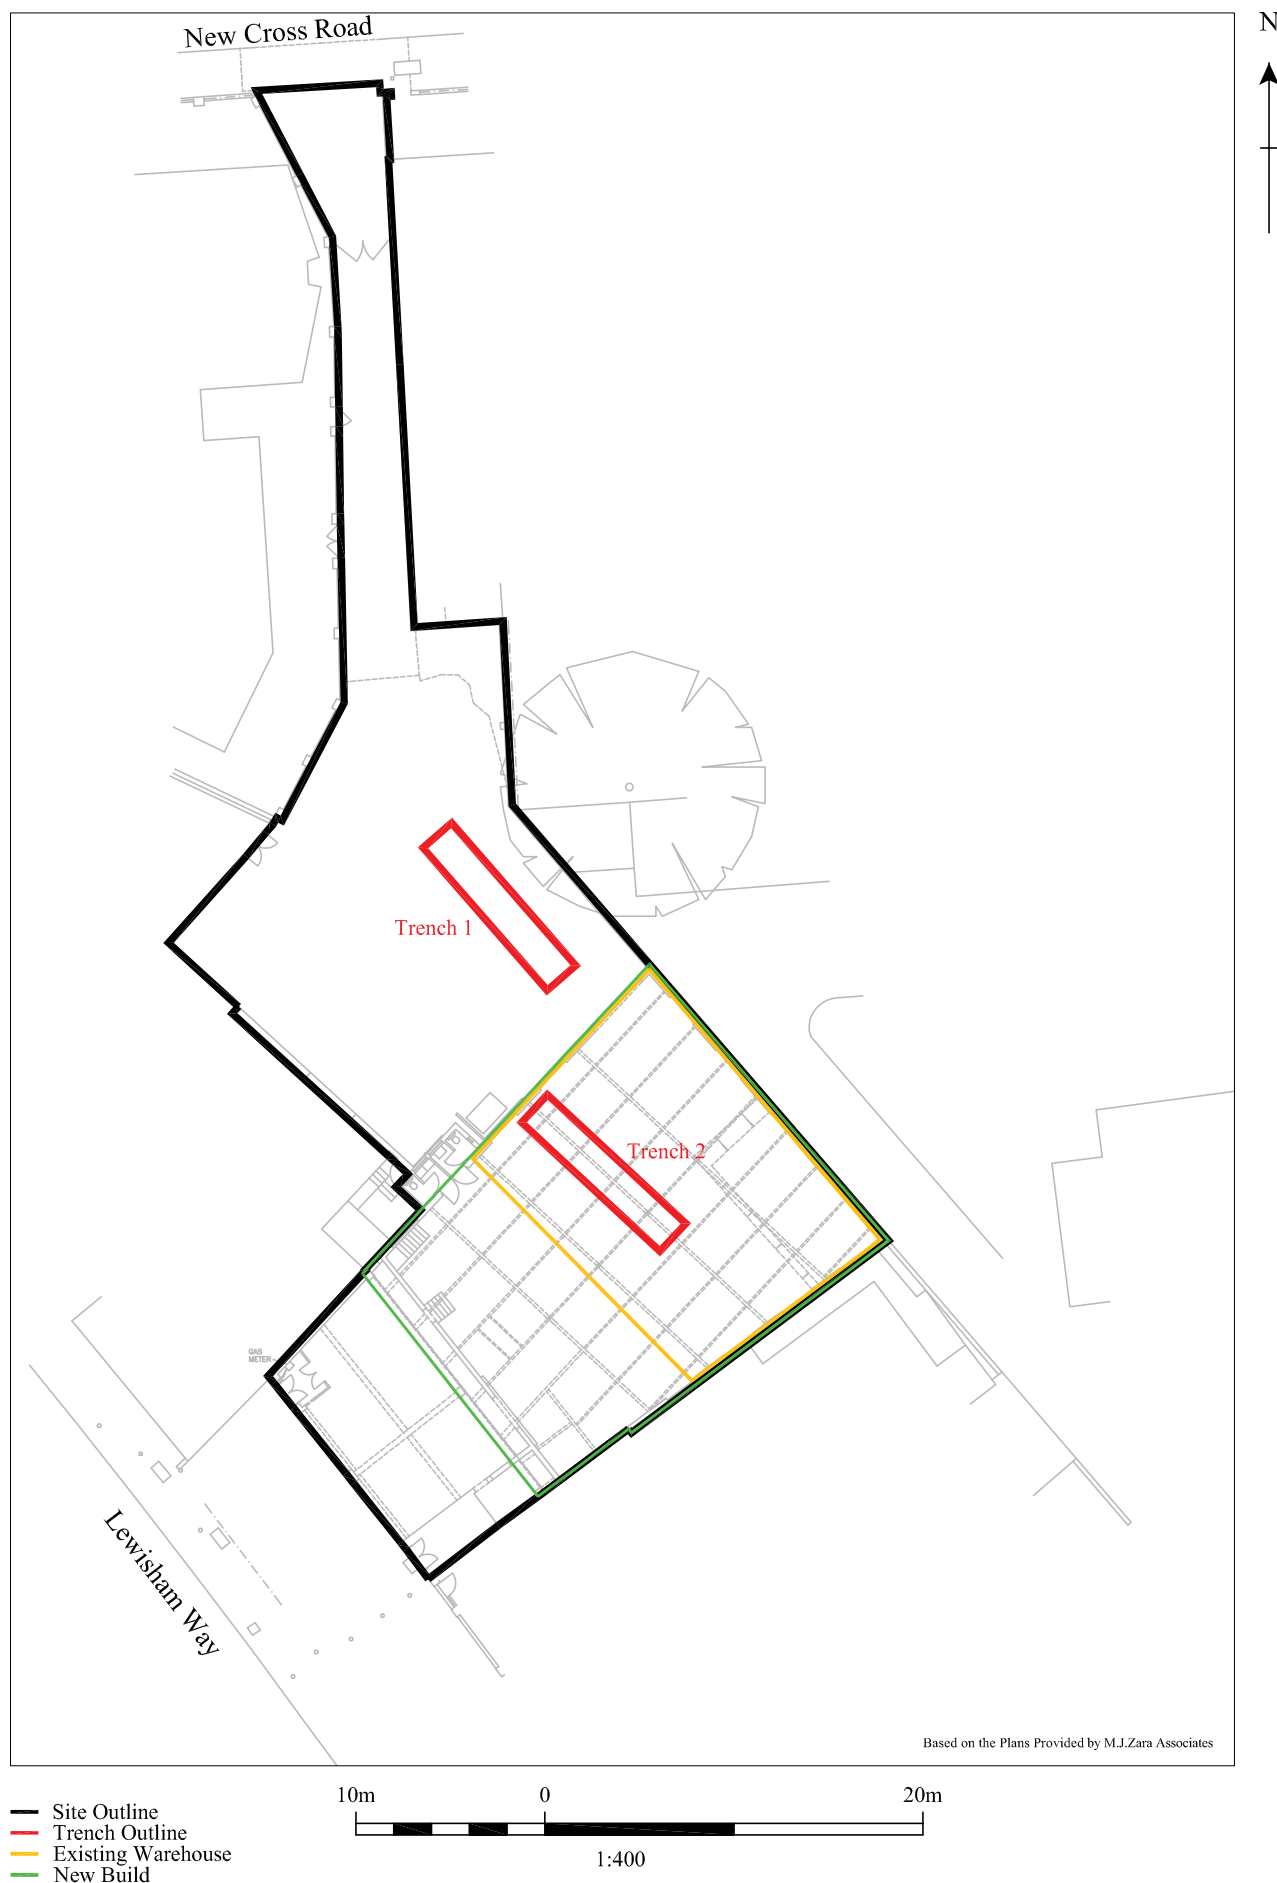 New Cross Road
N
Trench 1
Trench 2
GAS
METER
Lewisham Way
Based on the Plans Provided by M.J.Zara Associates
10m 0 20m
1:400
Site Outline
Trench Outline
Existing Warehouse
New Build